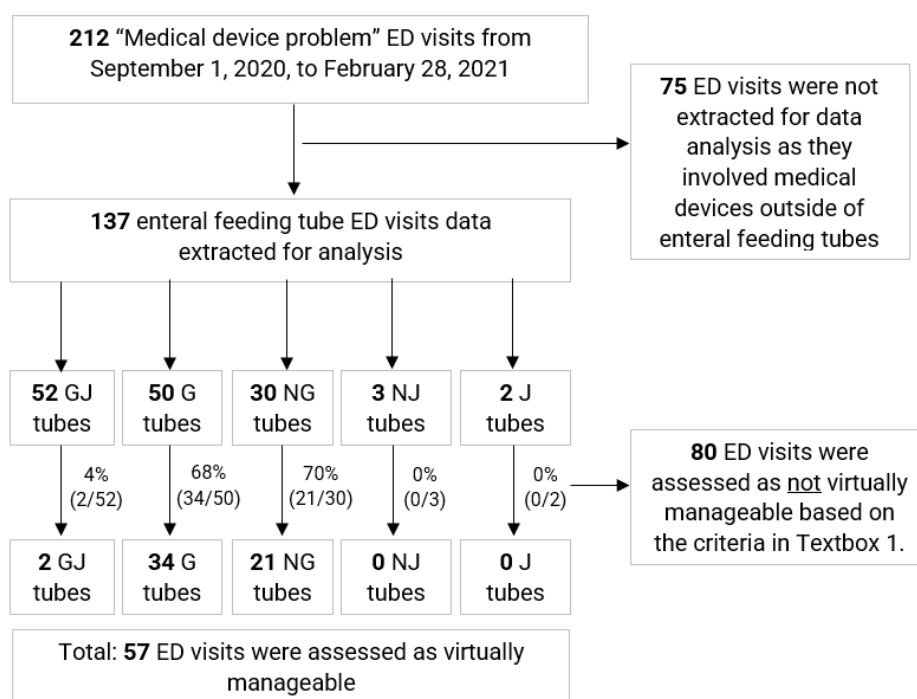 212 “Medical device problem” ED visits from
September 1, 2020, to February 28, 2021
75 ED visits were not
extracted for data
analysis as they
involved medical
devices outside of
enteral feeding tubes
137 enteral feeding tube ED visits data
extracted for analysis
52 GJ
tubes
50 G
tubes
30 NG
tubes
3 NJ
tubes
2 J
tubes
4%
(2/52)
68%
(34/50)
70%
(21/30)
0%
(0/3)
0%
(0/2)
80 ED visits were
assessed as not virtually
manageable based on
the criteria in Textbox 1.
2 GJ
tubes
34 G
tubes
21 NG
tubes
0 NJ
tubes
0 J
tubes
Total: 57 ED visits were assessed as virtually
manageable